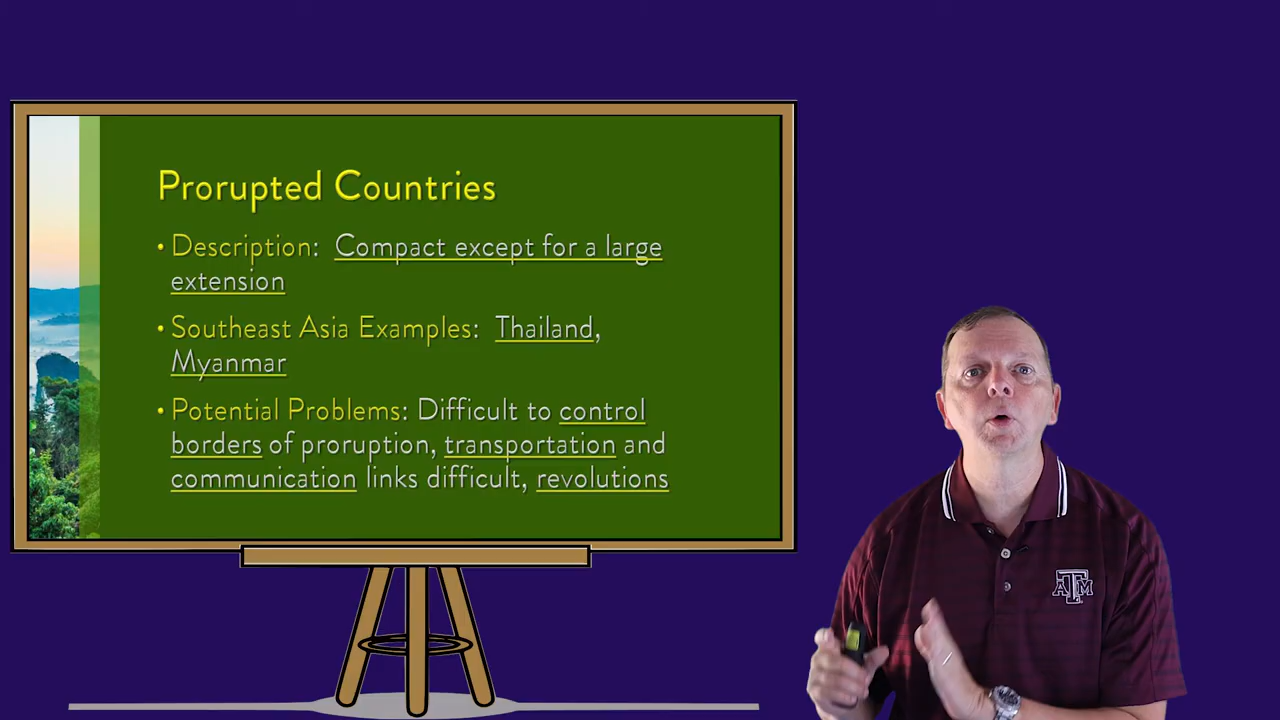 Prorupted Countries
• Description: Compact except for a large
extension
• Southeast Asia Examples: Thailand,
Myanmar
• Potential Problems: Difficult to control
borders of proruption, transportation and
communication links difficult, revolutions
ATM